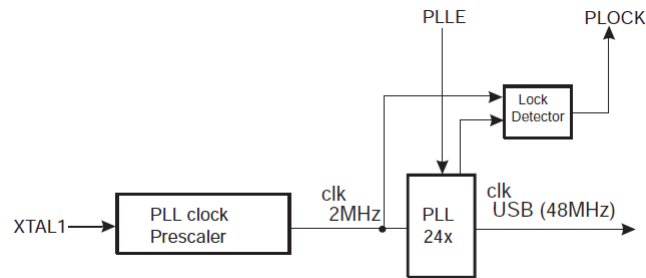 PLLE
PLOCK
Lock
Detector
clk
2MHz
clk
USB (48MHz)
XTAL1
PLL clock
Prescaler
PLL
24x